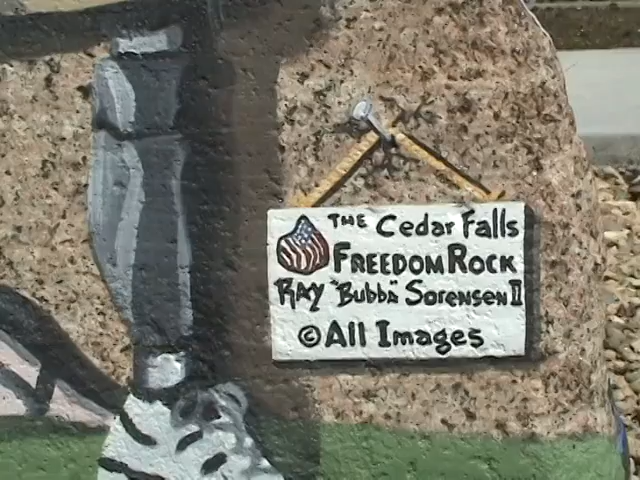 THE Cedar Falls
FREEDOM ROCK
RAY "Bubba" SORENSEN II
© All Images